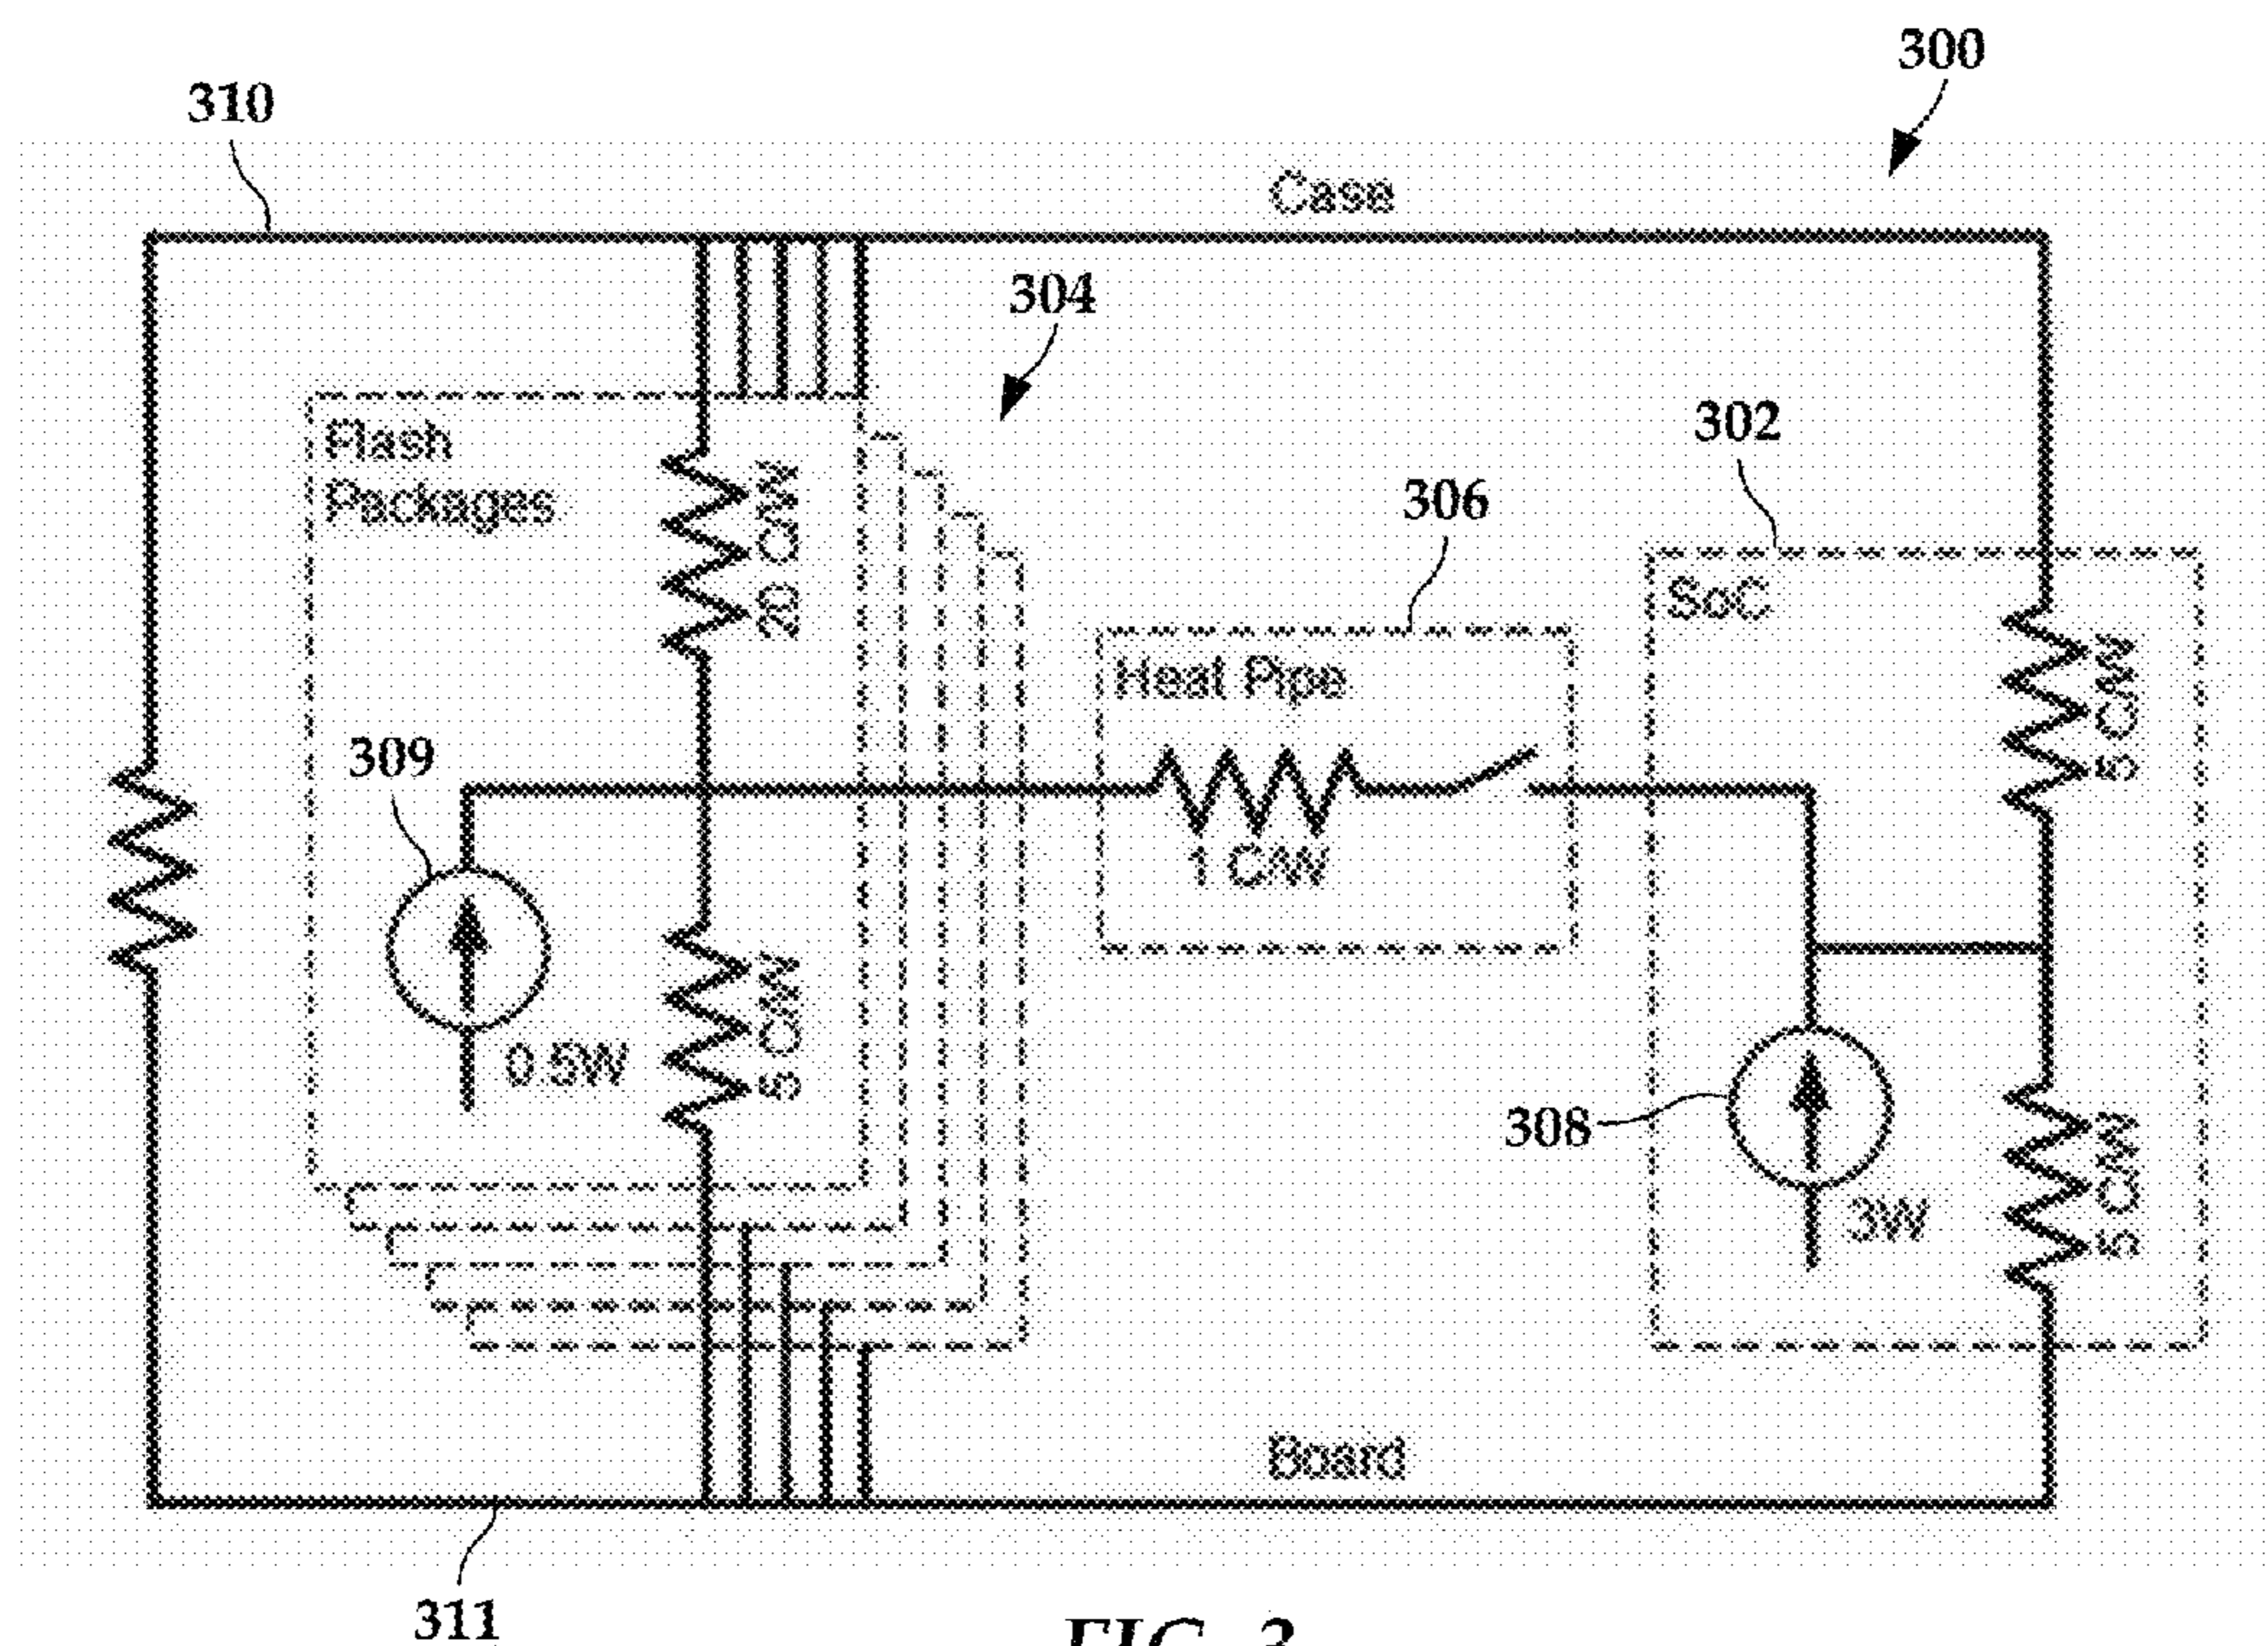 300
310
Case
304
302
Flash
Packages
20 C/W
306
SoC
Heat Pipe
5 C/W
309
1 C/W
0.5W
5 C/W
308
3W
5 C/W
Board
311
FIG. 3